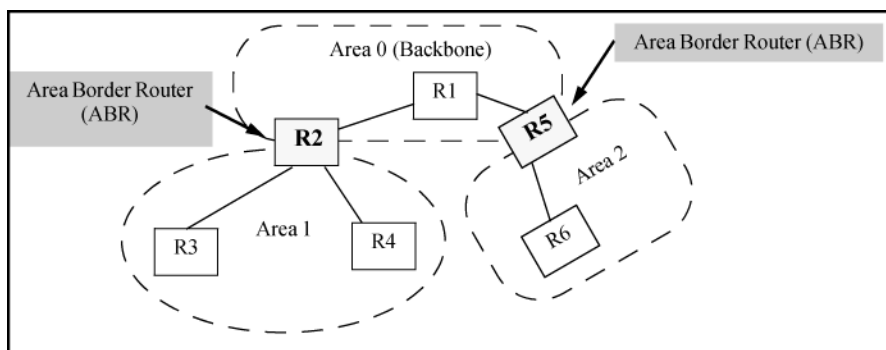 Area 0 (Backbone)
Area Border Router (ABR)
Area Border Router
(ABR)
R1
R2
R5
Area 2
Area 1
R3
R4
R6